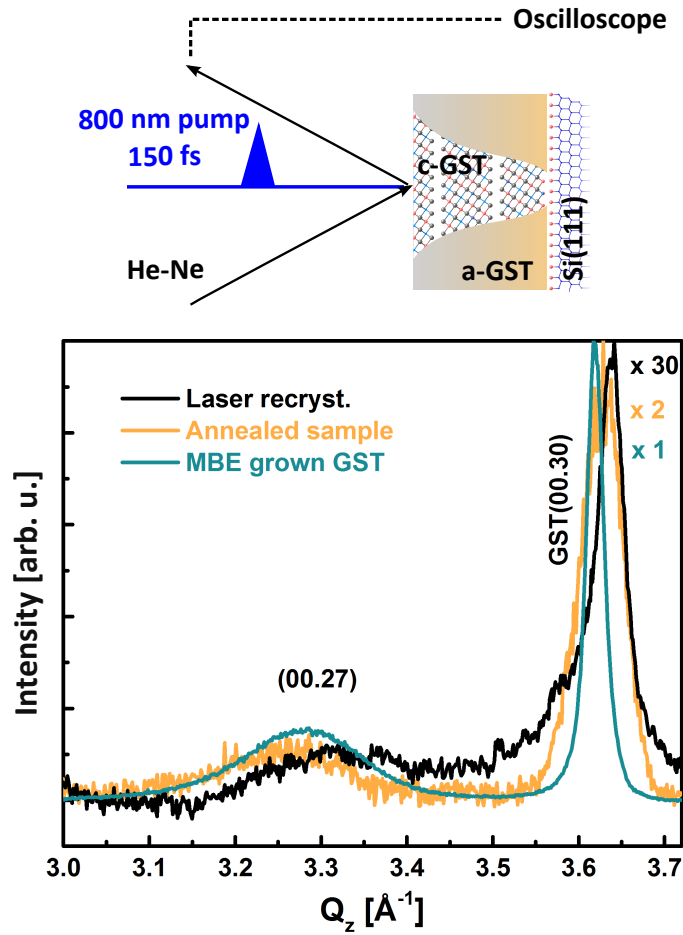 Oscilloscope
800 nm pump
150 fs
c-GST
He-Ne
a-GST
Si(111)
Laser recryst.
Annealed sample
MBE grown GST
x 30
x 2
x 1
GST(00.30)
(00.27)
Intensity [arb. u.]
3.0 3.1 3.2 3.3 3.4 3.5 3.6 3.7
Qz [Å-1]